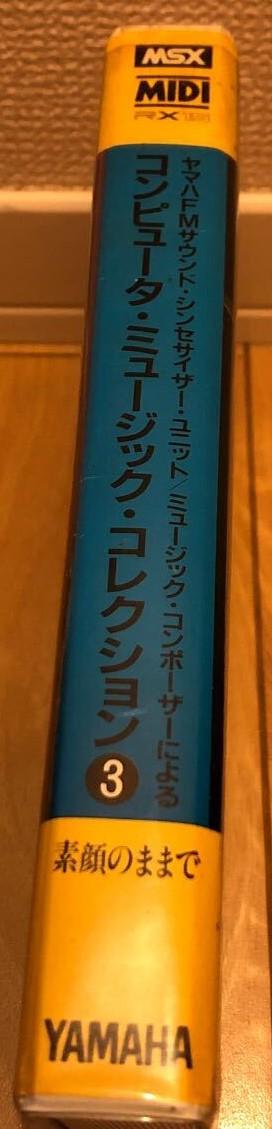 MSX
MIDI
RX15
ヤマハFMサウンド・シンセサイザー・ユニット/ミュージック・コンポーザーによる
コンピュータ・ミュージック・コレクション3
素顔のままで
YAMAHA